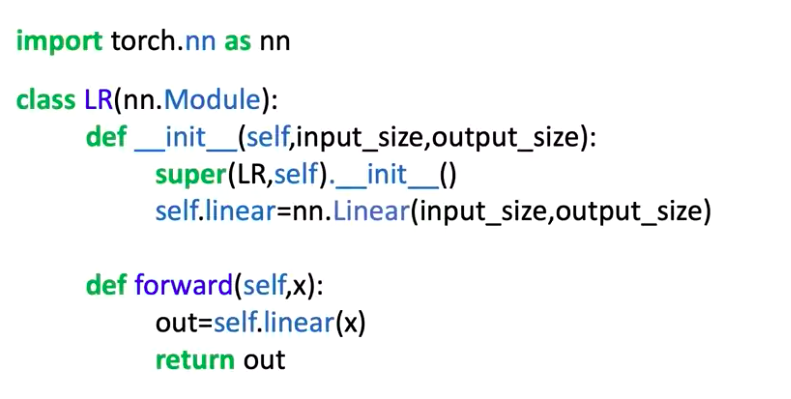 import torch.nn as nn
class LR(nn.Module):
def __init__(self,input_size,output_size):
super(LR,self).__init__()
self.linear=nn.Linear(input_size,output_size)
def forward(self,x):
out=self.linear(x)
return out